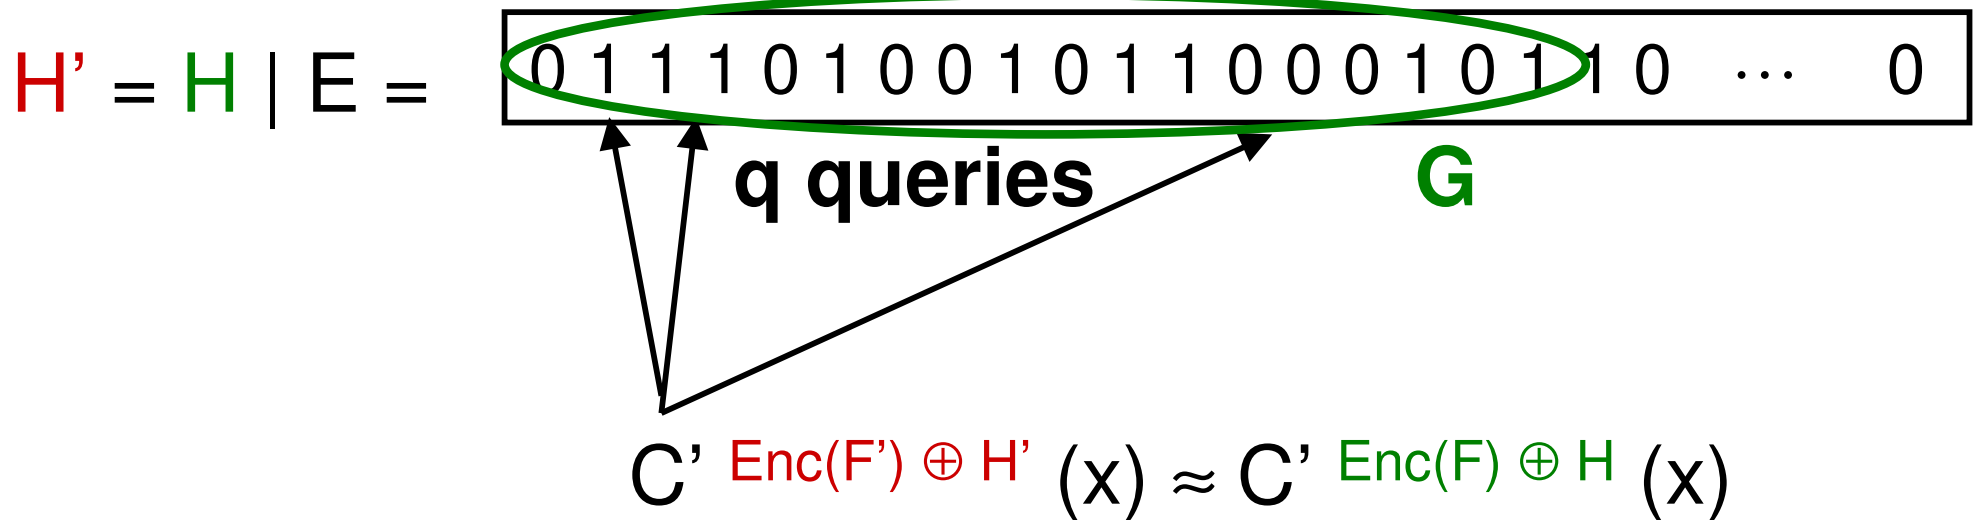 H’ = H | E = 0 1 1 1 0 1 0 0 1 0 1 1 0 0 0 1 0 1 1 0 ⋯ 0
q queries G
C’ Enc(F’) ⊕ H’ (x) ≈ C’ Enc(F) ⊕ H (x)